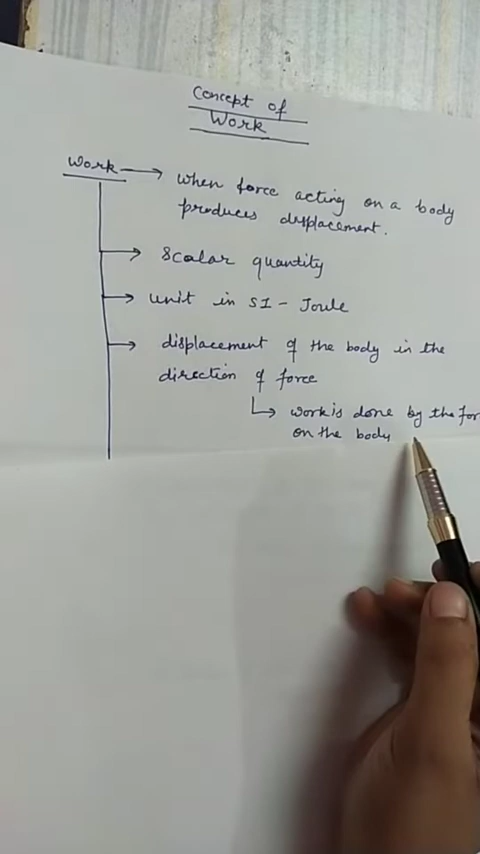 Concept of
Work
Work → when force acting on a body
produces displacement.
→ Scalar quantity
→ unit in SI - Joule
→ displacement of the body in the
direction of force
↳ work is done by the for
on the body